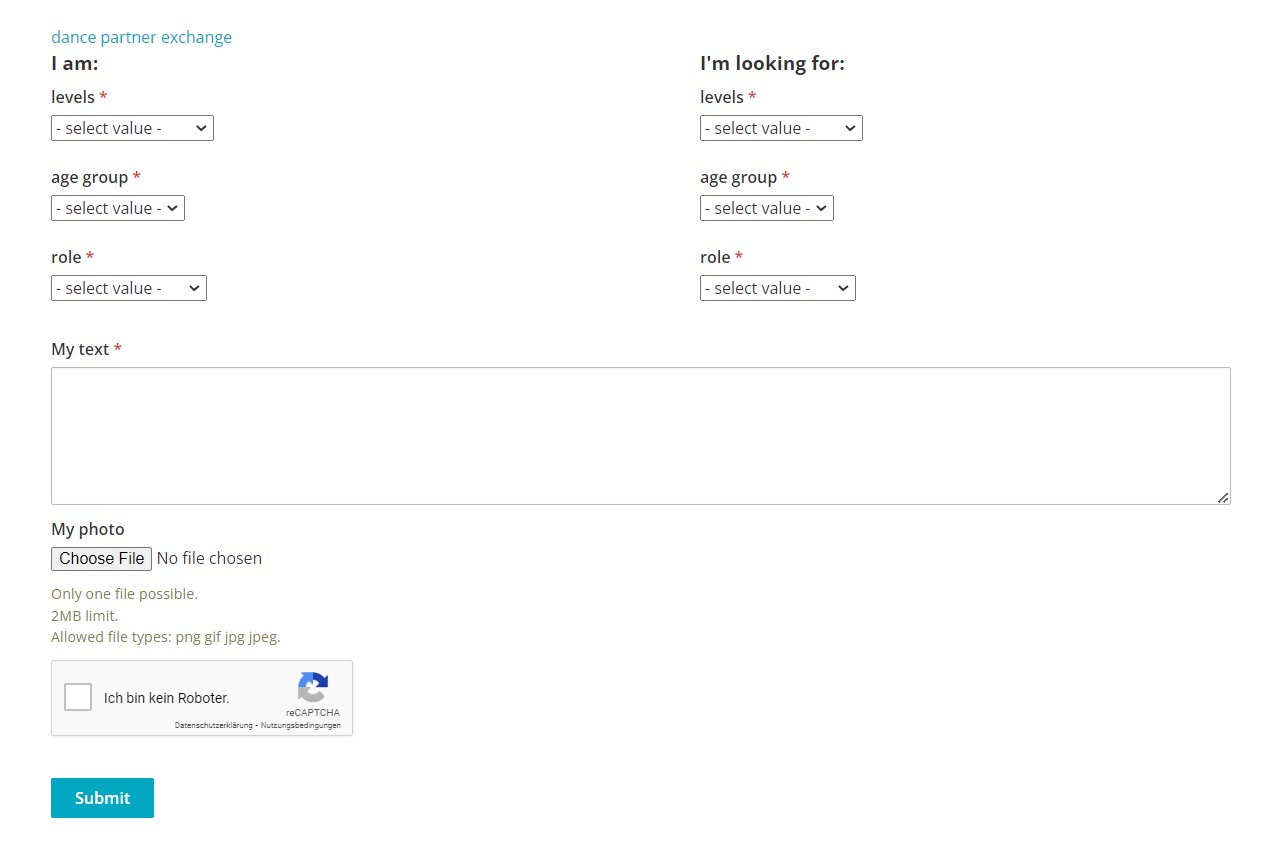 dance partner exchange
I am:
levels *
- select value -
age group *
- select value -
role *
- select value -
I'm looking for:
levels *
- select value -
age group *
- select value -
role *
- select value -
My text *
My photo
Choose File No file chosen
Only one file possible.
2MB limit.
Allowed file types: png gif jpg jpeg.
Ich bin kein Roboter.
reCAPTCHA
Datenschutzerklärung - Nutzungsbedingungen
Submit